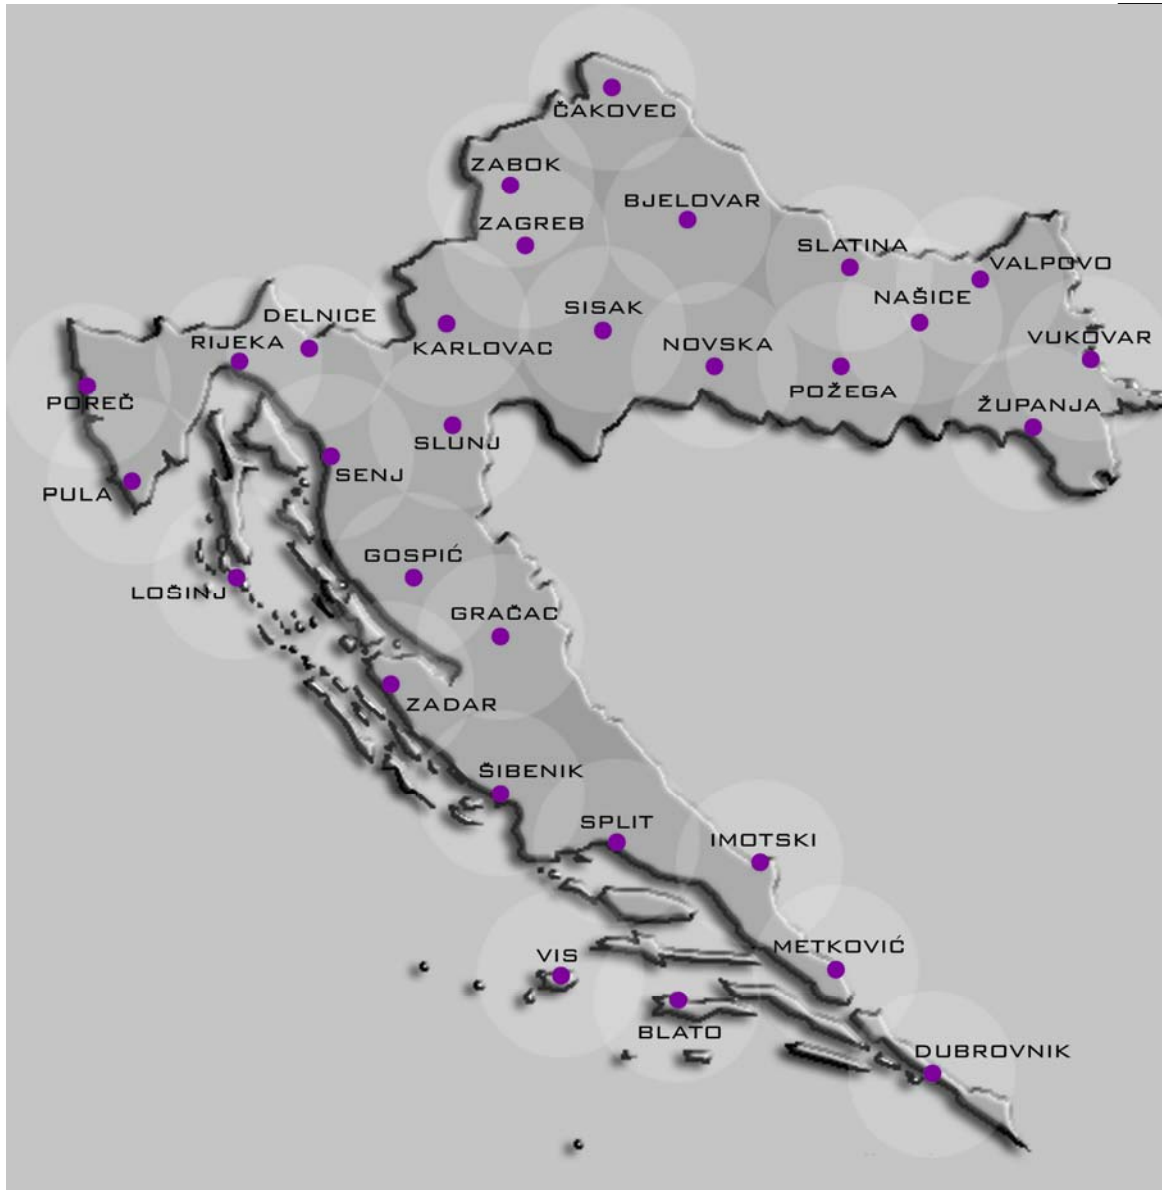 ČAKOVEC
ZABOK
BJELOVAR
ZAGREB
SLATINA
VALPOVO
NAŠICE
SISAK
DELNICE
RIJEKA
KARLOVAC
NOVSKA
VUKOVAR
POŽEGA
POREČ
ŽUPANJA
SLUNJ
SENJ
PULA
GOSPIĆ
LOŠINJ
GRAČAC
ZADAR
ŠIBENIK
SPLIT
IMOTSKI
METKOVIĆ
VIS
BLATO
DUBROVNIK